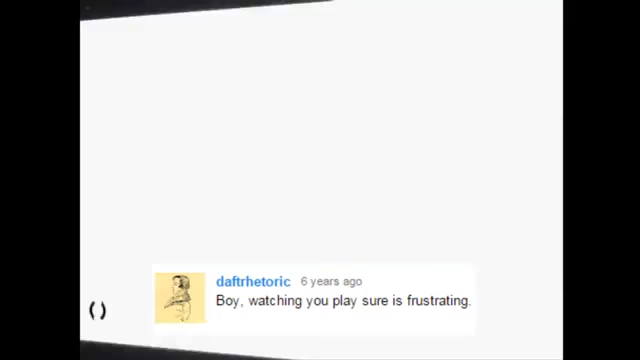 daftrhetoric 6 years ago
Boy, watching you play sure is frustrating.
()